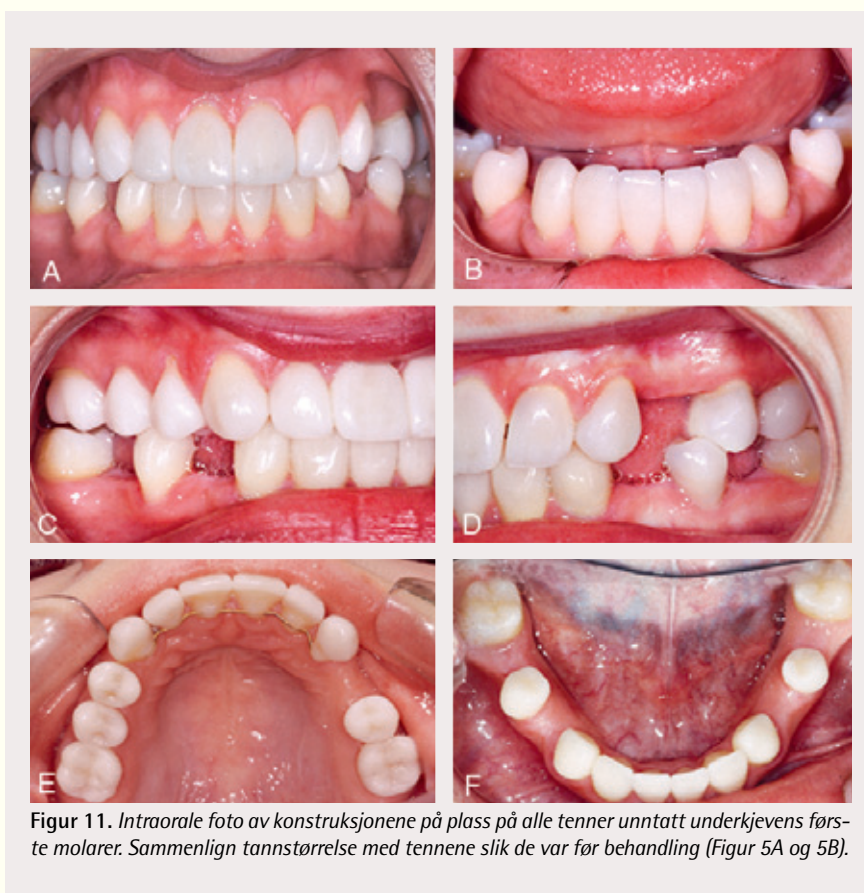 A
B
C
D
E
F
Figur 11. Intraorale foto av konstruksjonene på plass på alle tenner unntatt underkjevens førs-
te molarer. Sammenlign tannstørrelse med tennene slik de var før behandling (Figur 5A og 5B).